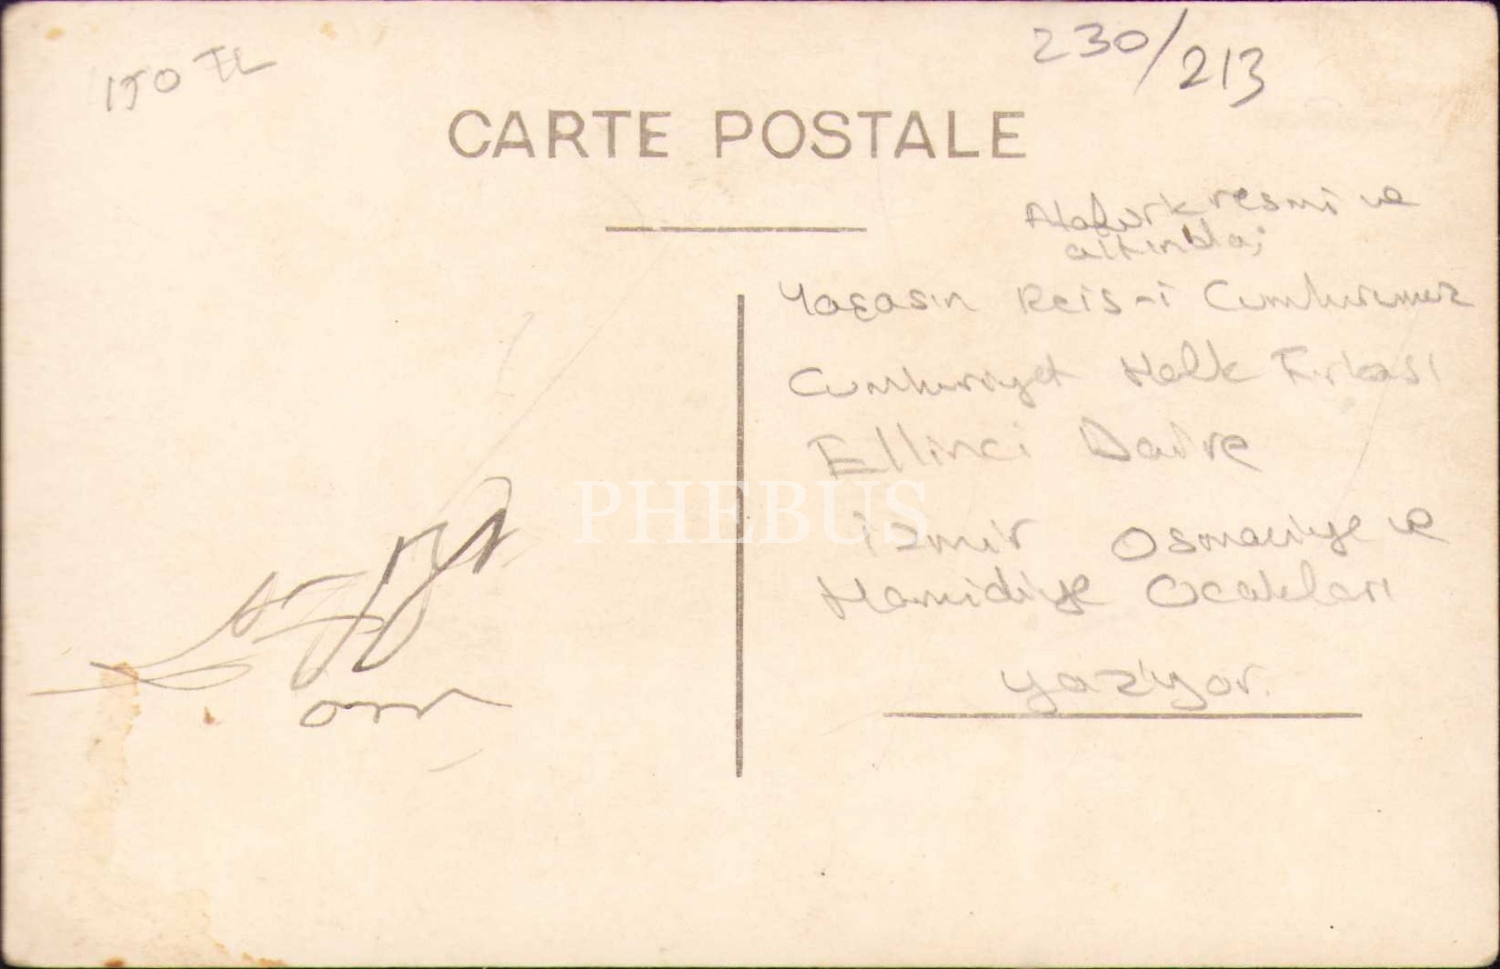 150 TL
230/213
CARTE POSTALE
Atatürk resmi ve
altında;
Yaşasın Reis-i Cumhurumuz
Cumhuriyet Halk Fırkası
Ellinci Daire
PHEBUS
İzmir Osmaniye ve
Hamidiye Ocakları
yazıyor.